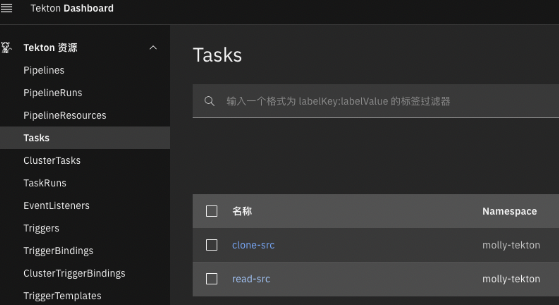 Tekton Dashboard
Tekton 资源
Pipelines
PipelineRuns
PipelineResources
Tasks
ClusterTasks
TaskRuns
EventListeners
Triggers
TriggerBindings
ClusterTriggerBindings
TriggerTemplates
Tasks
输入一个格式为 labelKey:labelValue 的标签过滤器
名称 Namespace
clone-src molly-tekton
read-src molly-tekton